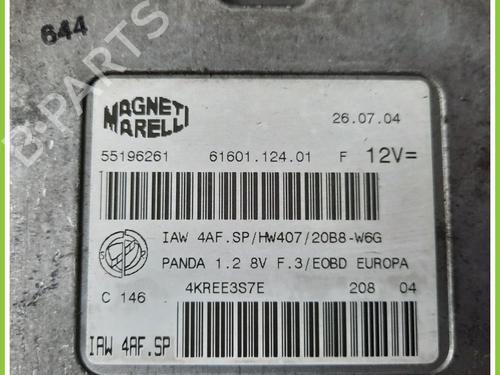 644
B-PARTS
MAGNETI MARELLI
26.07.04
55196261 61601.124.01 F 12V=
IAW 4AF.SP/HW407/20B8-W6G
PANDA 1.2 8V F.3/EOBD EUROPA
C 146 4KREE3S7E 208 04
IAW 4AF.SP